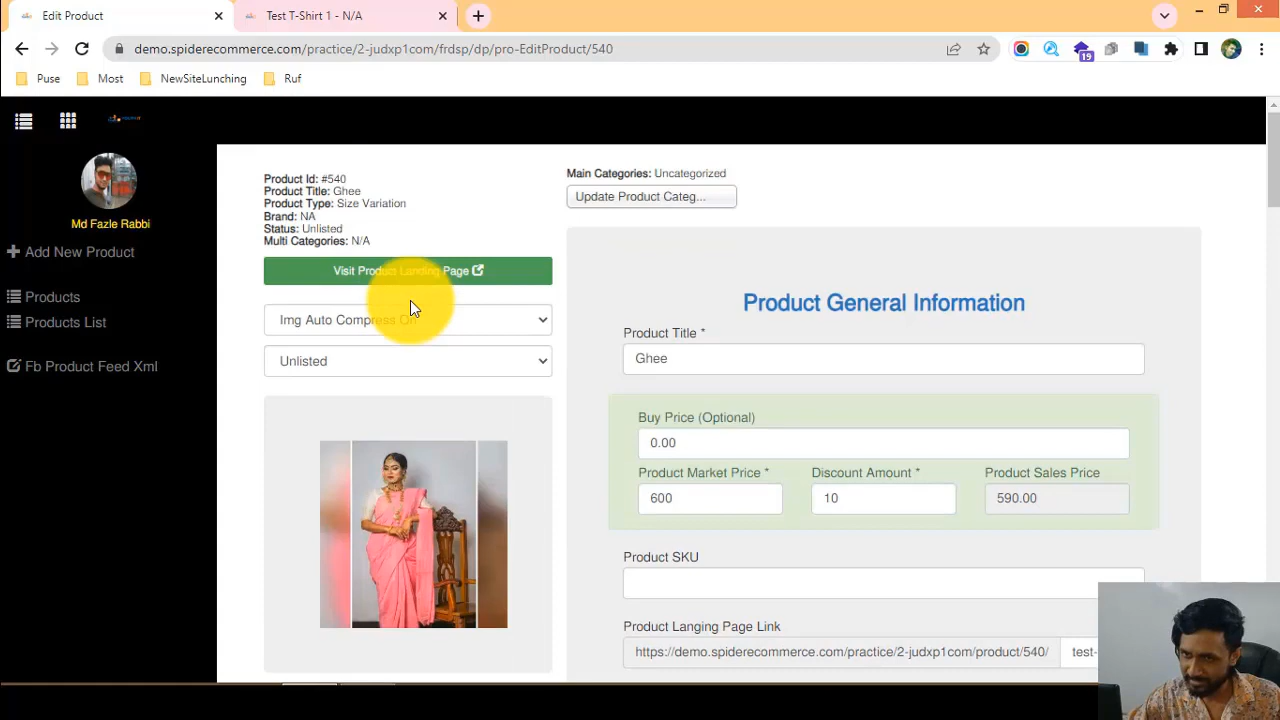 Edit Product
Test T-Shirt 1 - N/A
demo.spiderecommerce.com/practice/2-judxp1com/frdsp/dp/pro-EditProduct/540
19
Puse
Most
NewSiteLunching
Ruf
Md Fazle Rabbi
Add New Product
Products
Products List
Fb Product Feed Xml
Product Id: #540
Product Title: Ghee
Product Type: Size Variation
Brand: NA
Status: Unlisted
Multi Categories: N/A
Visit Product Landing Page
Img Auto Compress On
Unlisted
Main Categories: Uncategorized
Update Product Categ...
Product General Information
Product Title *
Ghee
Buy Price (Optional)
0.00
Product Market Price *
Discount Amount *
Product Sales Price
600
10
590.00
Product SKU
Product Langing Page Link
https://demo.spiderecommerce.com/practice/2-judxp1com/product/540/
test-